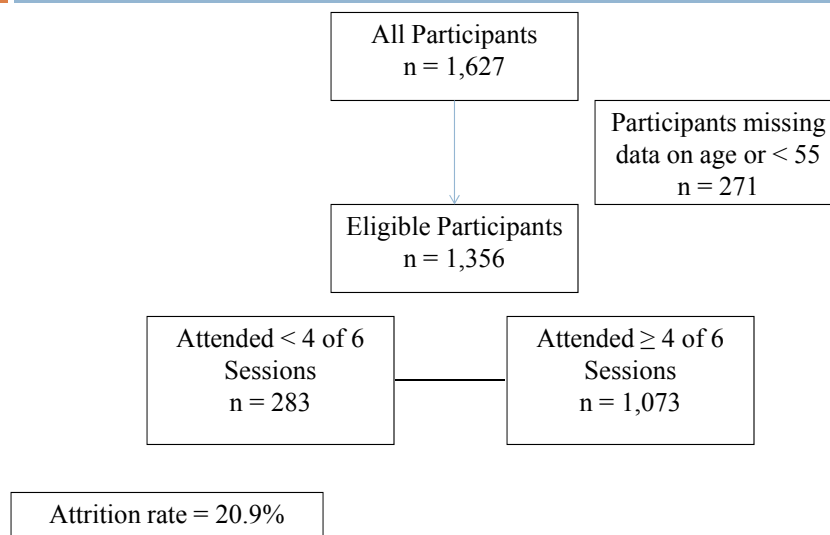 All Participants
n = 1,627
Participants missing
data on age or < 55
n = 271
Eligible Participants
n = 1,356
Attended < 4 of 6
Sessions
n = 283
Attended ≥ 4 of 6
Sessions
n = 1,073
Attrition rate = 20.9%